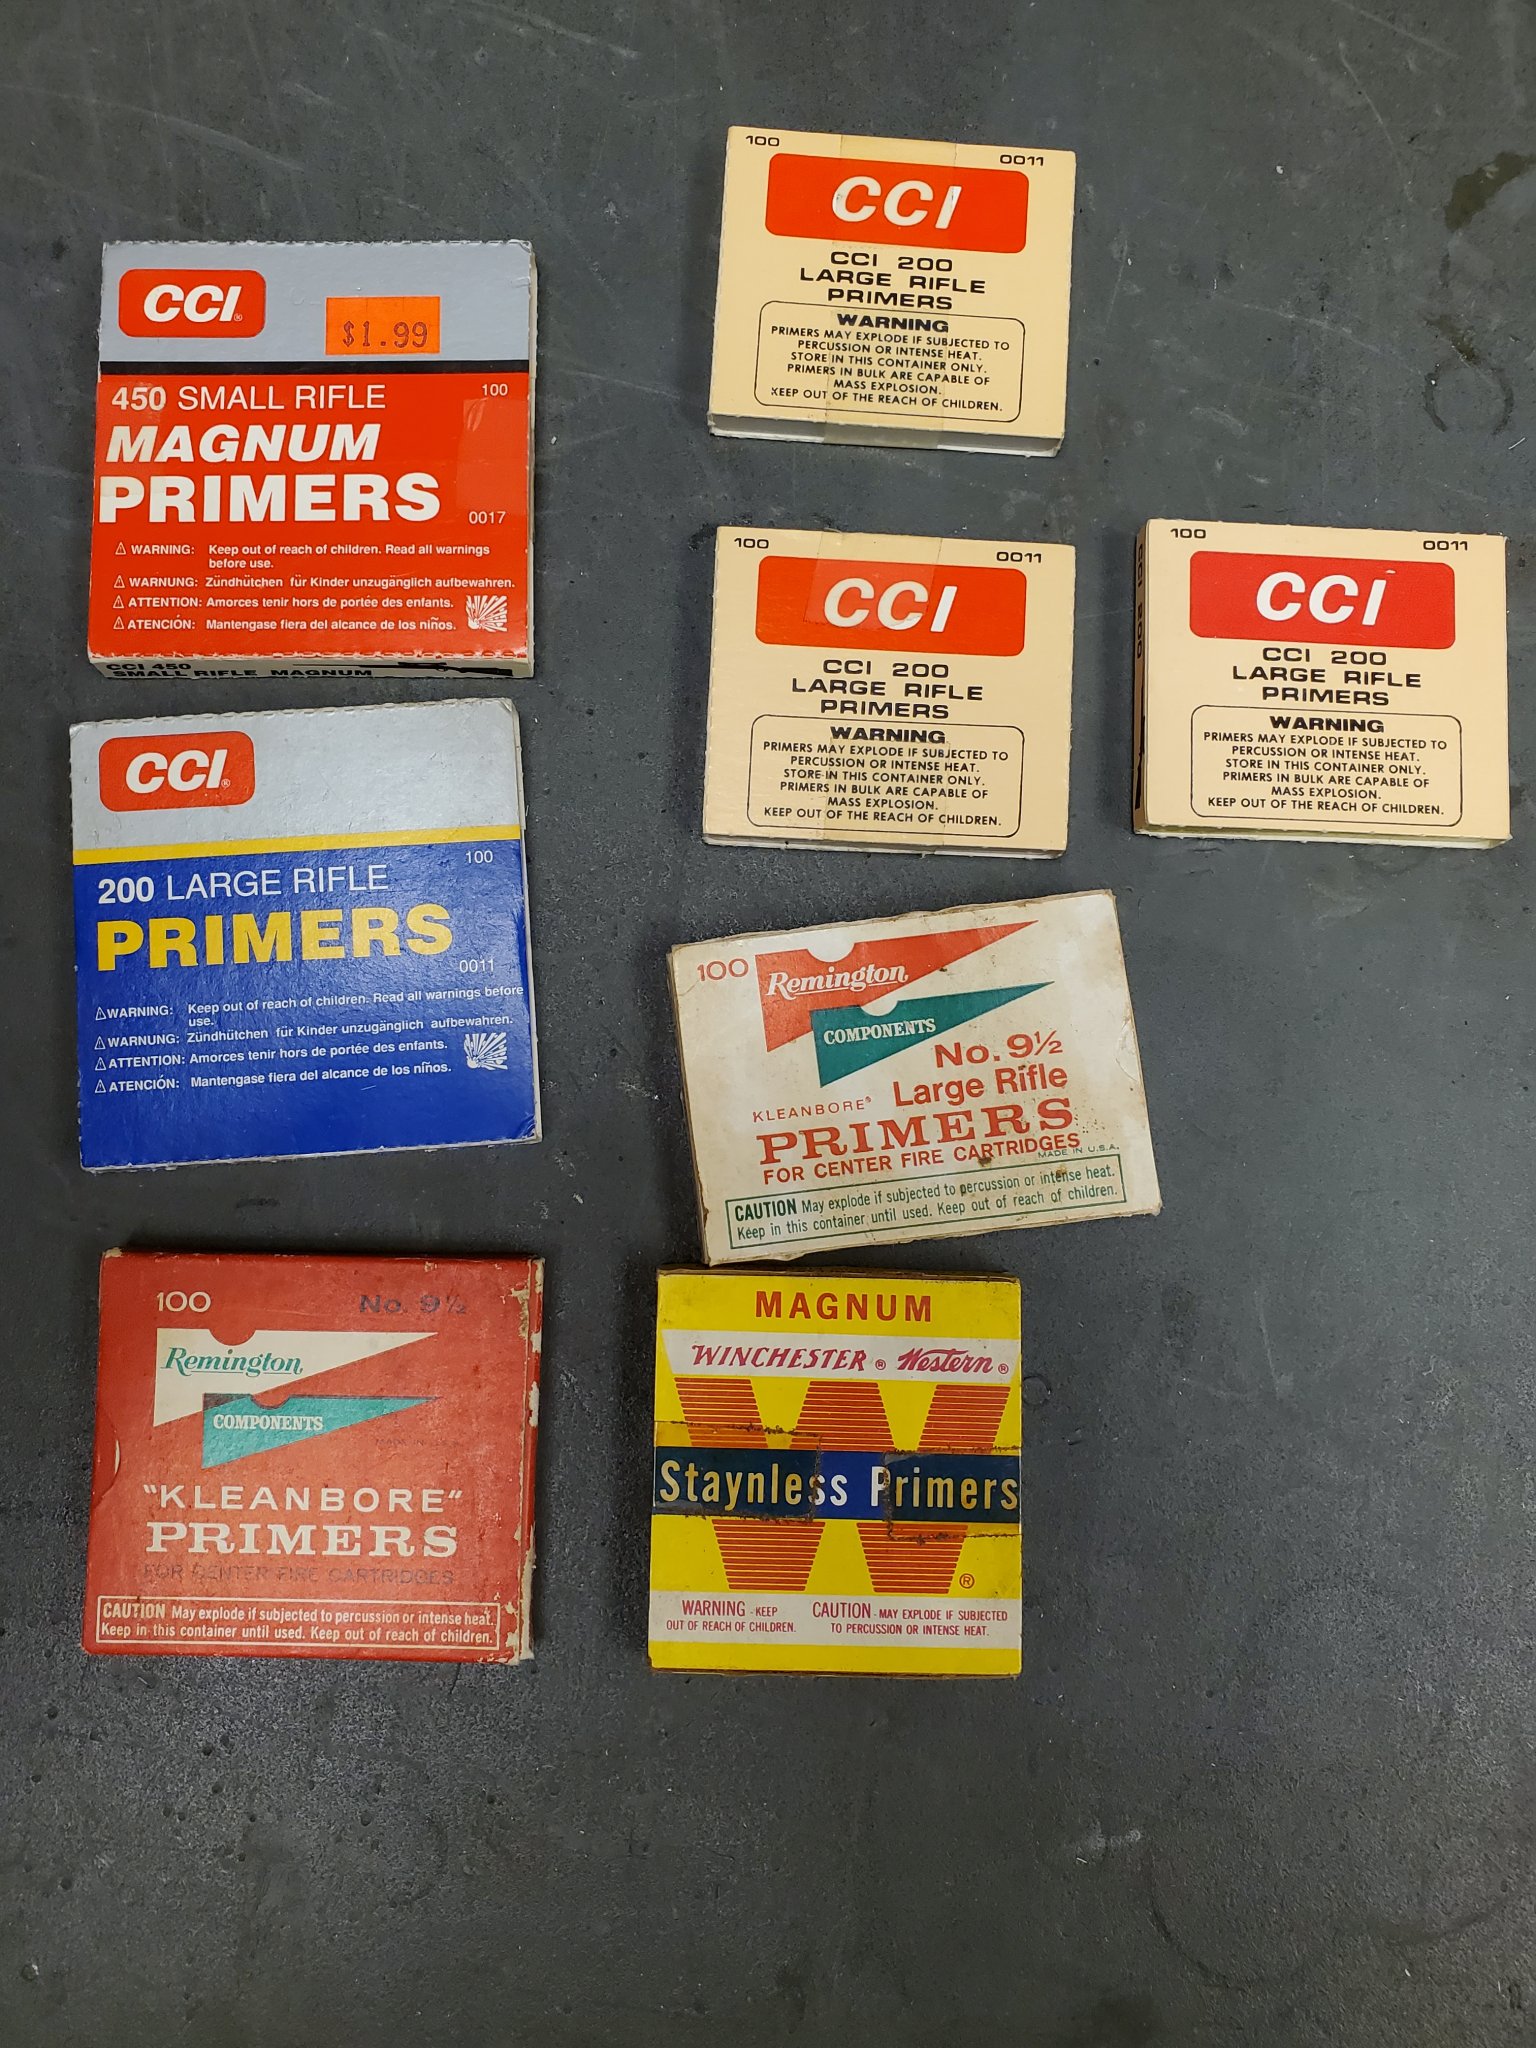 CCI®
$1.99
450 SMALL RIFLE 100
MAGNUM
PRIMERS
0017
⚠ WARNING: Keep out of reach of children. Read all warnings
before use.
⚠ WARNUNG: Zündhütchen für Kinder unzugänglich aufbewahren.
⚠ ATTENTION: Amorces tenir hors de portée des enfants.
⚠ ATENCIÓN: Mantengase fiera del alcance de los niños.
CCI 450
SMALL RIFLE MAGNUM
CCI®
100
200 LARGE RIFLE
PRIMERS
0011
⚠ WARNING: Keep out of reach of children. Read all warnings before
use.
⚠ WARNUNG: Zündhütchen für Kinder unzugänglich aufbewahren.
⚠ ATTENTION: Amorces tenir hors de portée des enfants.
⚠ ATENCIÓN: Mantengase fiera del alcance de los niños.
100 No. 9½
Remington
COMPONENTS
"KLEANBORE"
PRIMERS
FOR CENTER FIRE CARTRIDGES
CAUTION May explode if subjected to percussion or intense heat.
Keep in this container until used. Keep out of reach of children.
100 0011
CCI
CCI 200
LARGE RIFLE
PRIMERS
WARNING
PRIMERS MAY EXPLODE IF SUBJECTED TO
PERCUSSION OR INTENSE HEAT.
STORE IN THIS CONTAINER ONLY.
PRIMERS IN BULK ARE CAPABLE OF
MASS EXPLOSION.
KEEP OUT OF THE REACH OF CHILDREN.
100 0011
CCI
CCI 200
LARGE RIFLE
PRIMERS
WARNING
PRIMERS MAY EXPLODE IF SUBJECTED TO
PERCUSSION OR INTENSE HEAT.
STORE IN THIS CONTAINER ONLY.
PRIMERS IN BULK ARE CAPABLE OF
MASS EXPLOSION.
KEEP OUT OF THE REACH OF CHILDREN.
100 0011
CCI
CCI 200
LARGE RIFLE
PRIMERS
WARNING
PRIMERS MAY EXPLODE IF SUBJECTED TO
PERCUSSION OR INTENSE HEAT.
STORE IN THIS CONTAINER ONLY.
PRIMERS IN BULK ARE CAPABLE OF
MASS EXPLOSION.
KEEP OUT OF THE REACH OF CHILDREN.
100 Remington
COMPONENTS
No. 9½
Large Rifle
KLEANBORE®
PRIMERS
FOR CENTER FIRE CARTRIDGES
MADE IN U.S.A.
CAUTION May explode if subjected to percussion or intense heat.
Keep in this container until used. Keep out of reach of children.
MAGNUM
WINCHESTER ® Western ®
Staynless Primers
®
WARNING - KEEP
OUT OF REACH OF CHILDREN.
CAUTION - MAY EXPLODE IF SUBJECTED
TO PERCUSSION OR INTENSE HEAT.